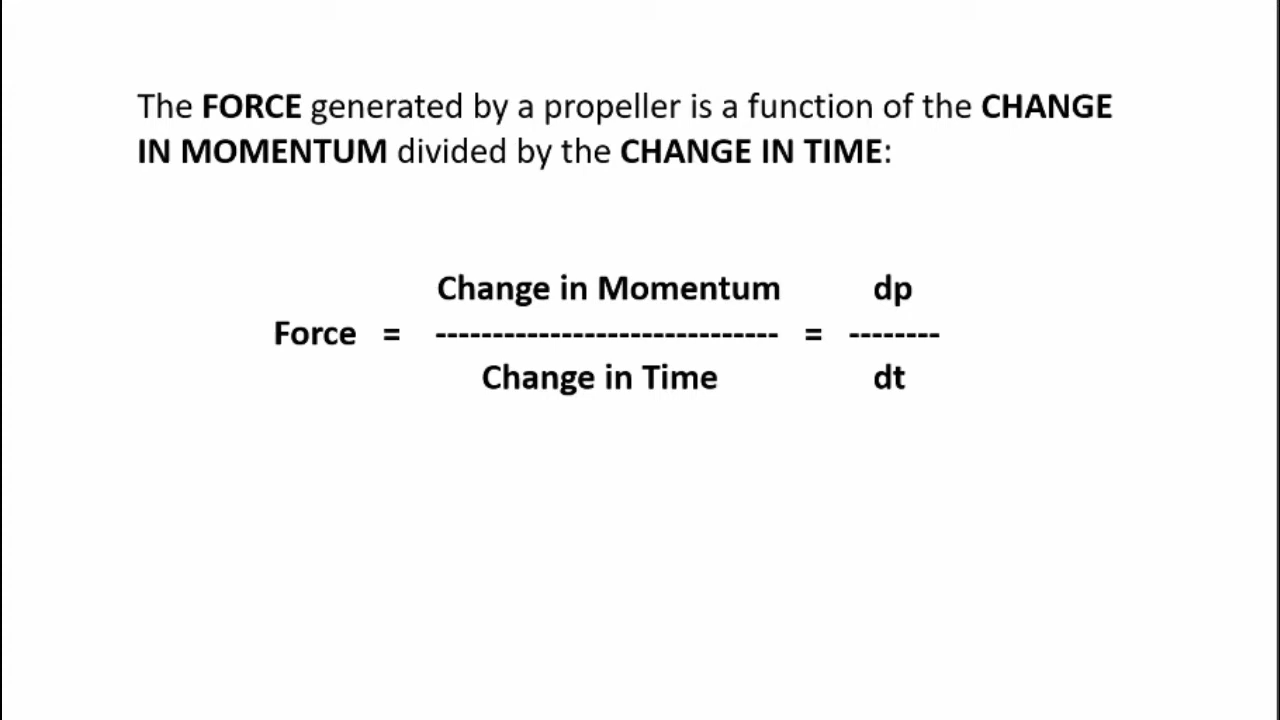 The FORCE generated by a propeller is a function of the CHANGE
IN MOMENTUM divided by the CHANGE IN TIME:
Change in Momentum dp
Force = ------------------------------ = --------
Change in Time dt